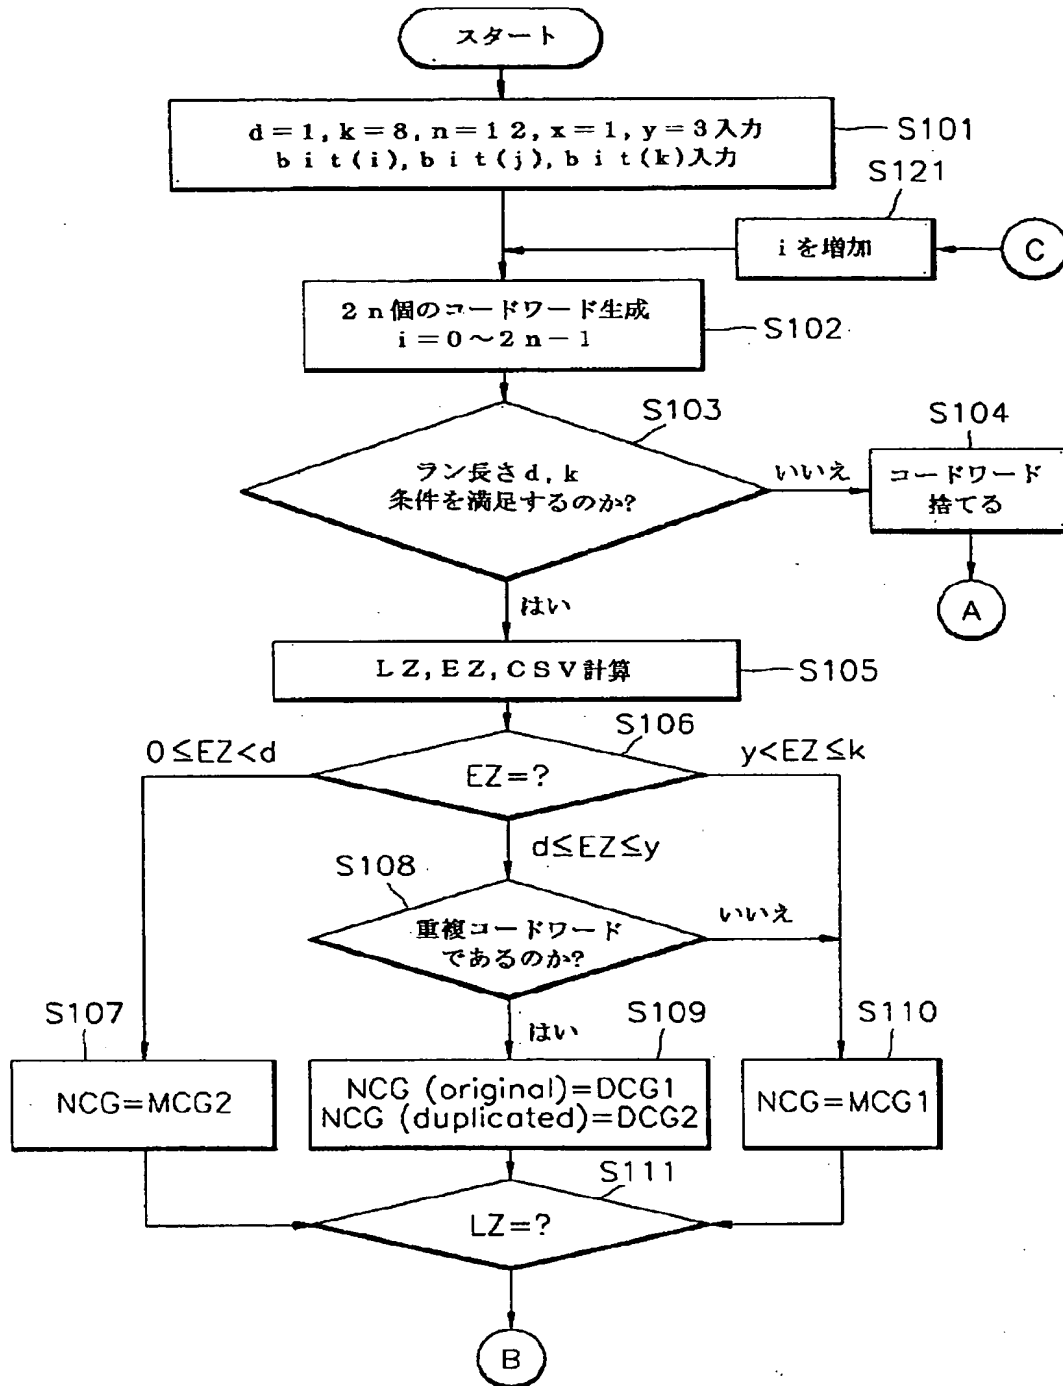 スタート
d=1, k=8, n=12, x=1, y=3入力
bit(i), bit(j), bit(k)入力
S101
S121
iを増加
C
2n個のコードワード生成
i=0~2n-1
S102
S103
ラン長さd, k
条件を満足するのか?
いいえ
S104
コードワード
捨てる
A
はい
LZ, EZ, CSV計算
S105
S106
0≤EZ<d
EZ=?
y<EZ≤k
d≤EZ≤y
S108
重複コードワード
であるのか?
いいえ
はい
S107
NCG=MCG2
S109
NCG (original)=DCG1
NCG (duplicated)=DCG2
S110
NCG=MCG1
S111
LZ=?
B